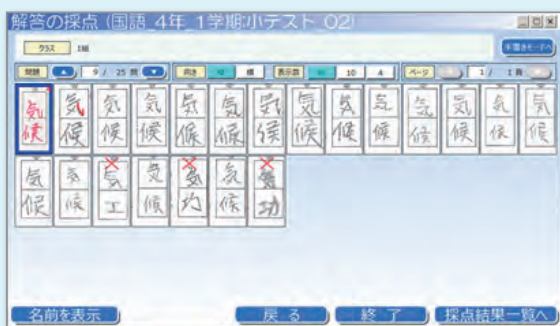 解答の採点 (国語_4年_1学期:小テスト_02)
クラス 1組
手書きモードへ
問題 9 / 25 問 向き 縦 横 表示数 10 4 ページ 1 / 1 頁
気候 気候 気候 気候 気候 気候 気候 気候 気候 気候 気候 気候 気候 気候
気候 気候 気工 気候 気巧 気候 気功
名前を表示 戻る 終了 採点結果一覧へ